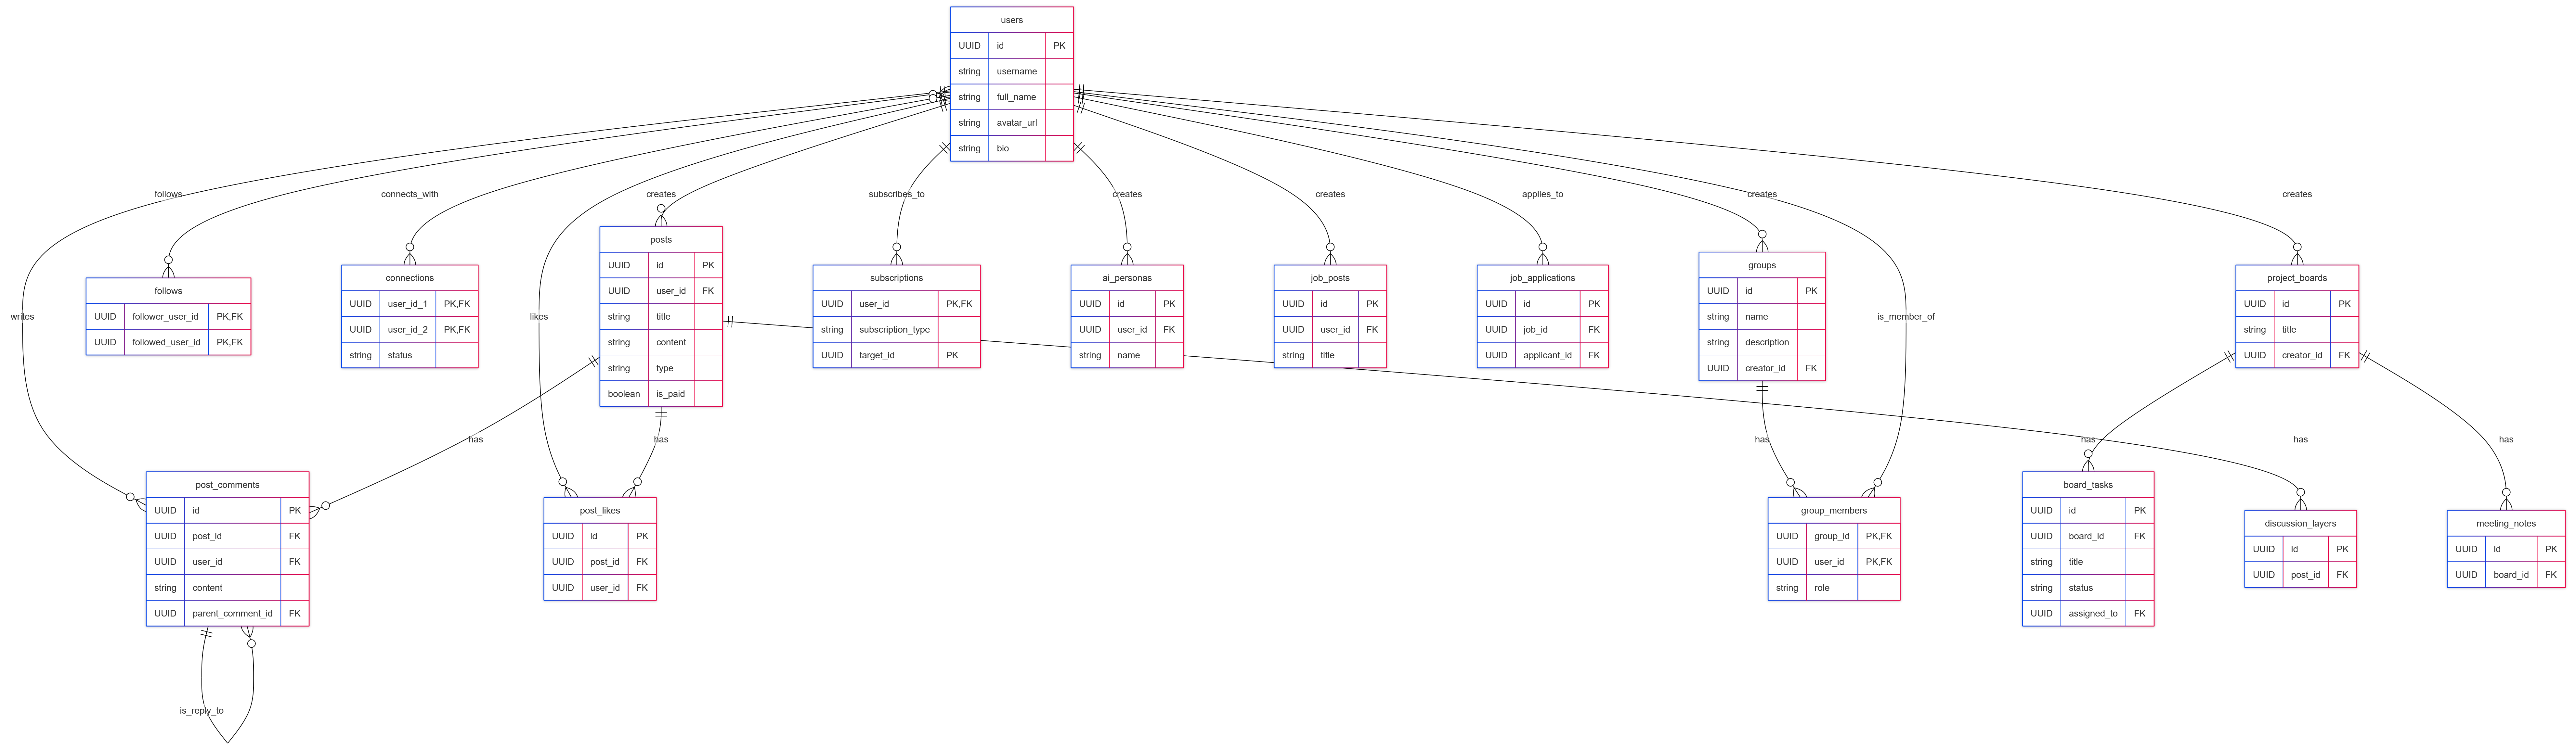 users
UUID id PK
string username
string full_name
string avatar_url
string bio
follows
connects_with
creates
subscribes_to
creates
creates
applies_to
creates
creates
posts
UUID id PK
UUID user_id FK
string title
string content
string type
boolean is_paid
follows
UUID follower_user_id PK,FK
UUID followed_user_id PK,FK
connections
UUID user_id_1 PK,FK
UUID user_id_2 PK,FK
string status
subscriptions
UUID user_id PK,FK
string subscription_type
UUID target_id PK
ai_personas
UUID id PK
UUID user_id FK
string name
job_posts
UUID id PK
UUID user_id FK
string title
job_applications
UUID id PK
UUID job_id FK
UUID applicant_id FK
groups
UUID id PK
string name
string description
UUID creator_id FK
project_boards
UUID id PK
string title
UUID creator_id FK
writes
likes
is_member_of
has
has
has
has
has
has
post_comments
UUID id PK
UUID post_id FK
UUID user_id FK
string content
UUID parent_comment_id FK
post_likes
UUID id PK
UUID post_id FK
UUID user_id FK
group_members
UUID group_id PK,FK
UUID user_id PK,FK
string role
board_tasks
UUID id PK
UUID board_id FK
string title
string status
UUID assigned_to FK
discussion_layers
UUID id PK
UUID post_id FK
meeting_notes
UUID id PK
UUID board_id FK
is_reply_to